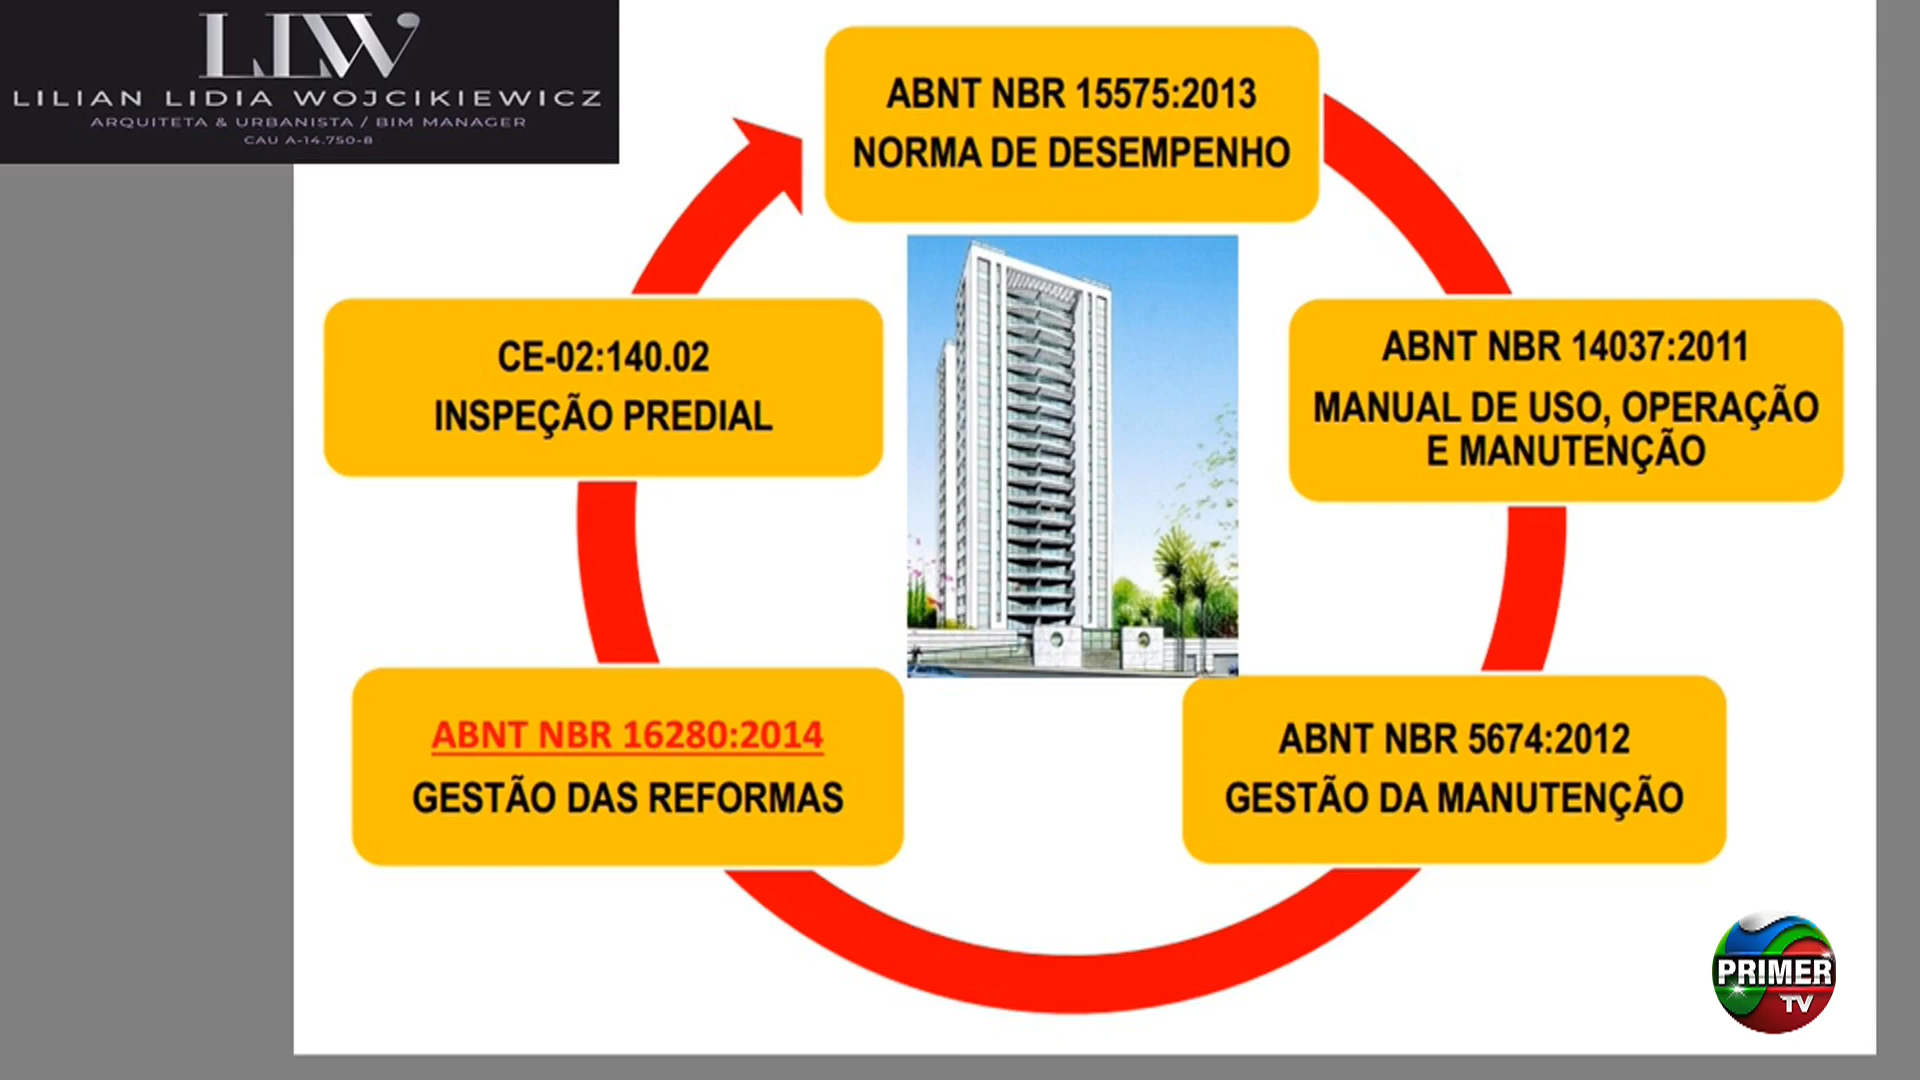 LIW
LILIAN LIDIA WOJCIKIEWICZ
ARQUITETA & URBANISTA / BIM MANAGER
CAU A-14.750-8
ABNT NBR 15575:2013
NORMA DE DESEMPENHO
CE-02:140.02
INSPEÇÃO PREDIAL
ABNT NBR 14037:2011
MANUAL DE USO, OPERAÇÃO
E MANUTENÇÃO
ABNT NBR 16280:2014
GESTÃO DAS REFORMAS
ABNT NBR 5674:2012
GESTÃO DA MANUTENÇÃO
PRIMER
TV